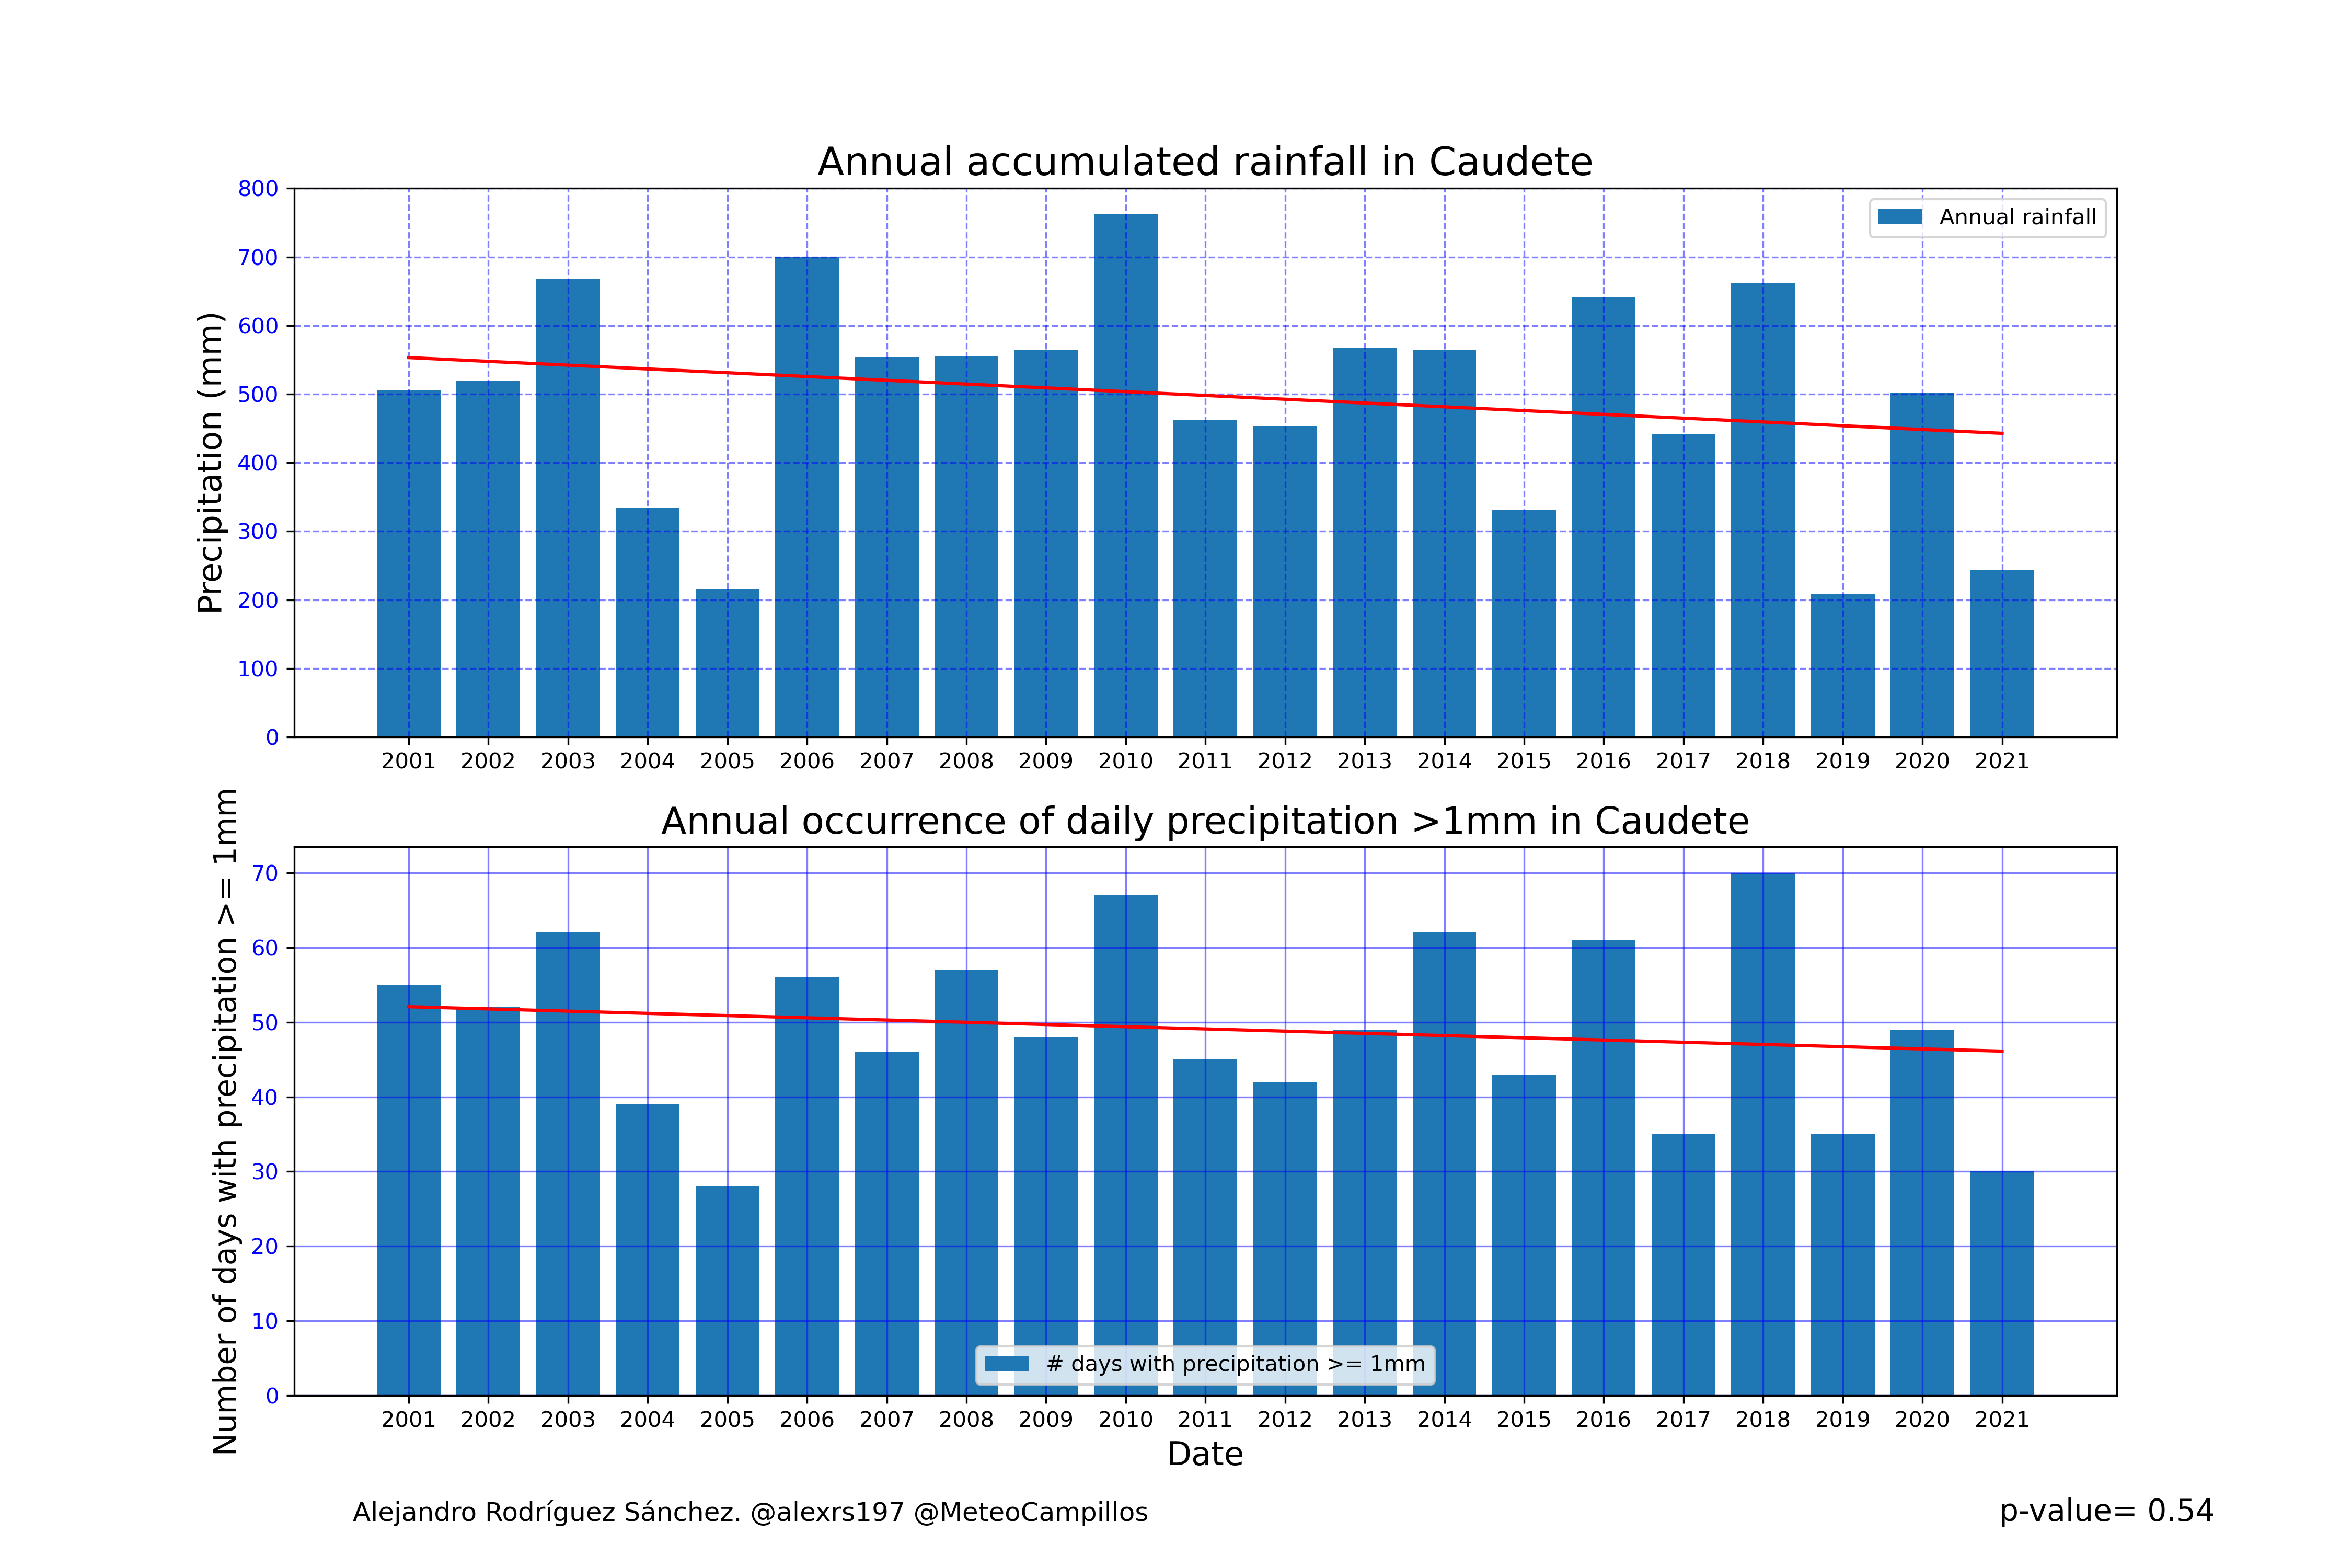 Annual accumulated rainfall in Caudete
Precipitation (mm)
800
700
600
500
400
300
200
100
0
Annual rainfall
2001 2002 2003 2004 2005 2006 2007 2008 2009 2010 2011 2012 2013 2014 2015 2016 2017 2018 2019 2020 2021
Annual occurrence of daily precipitation >1mm in Caudete
Number of days with precipitation >= 1mm
70
60
50
40
30
20
10
0
# days with precipitation >= 1mm
2001 2002 2003 2004 2005 2006 2007 2008 2009 2010 2011 2012 2013 2014 2015 2016 2017 2018 2019 2020 2021
Date
Alejandro Rodríguez Sánchez. @alexrs197 @MeteoCampillos
p-value= 0.54